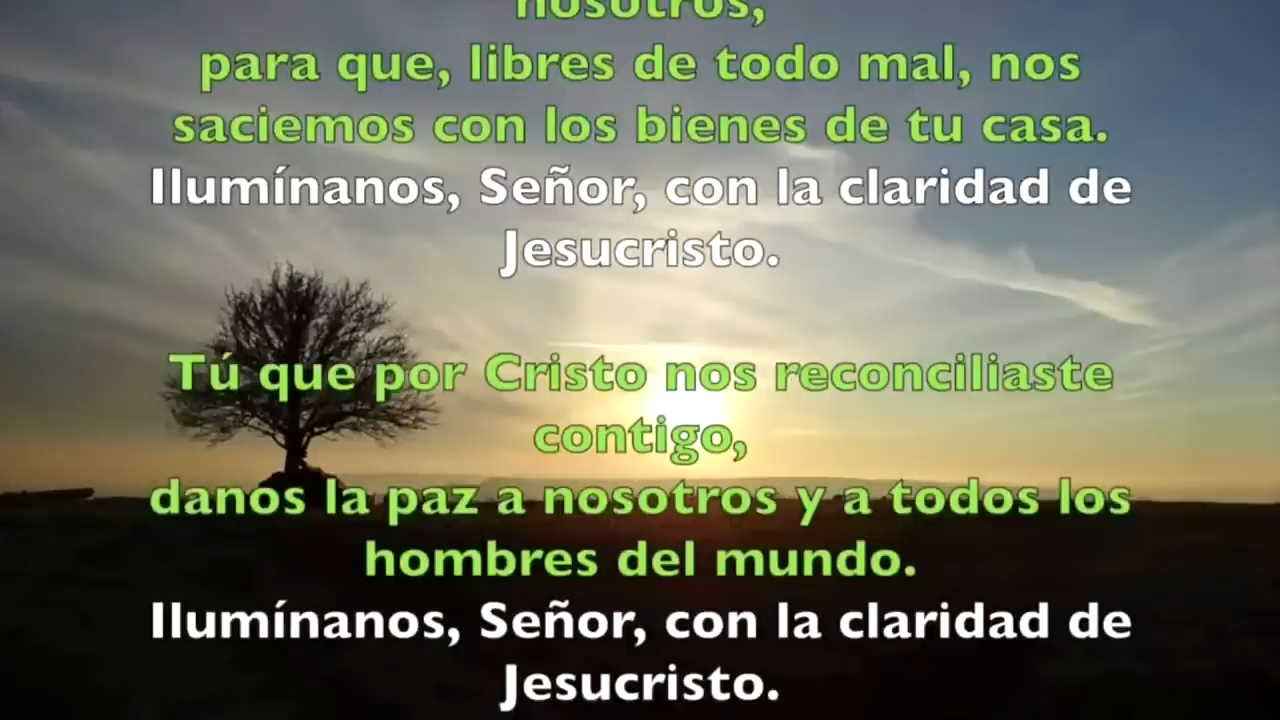 nosotros,
para que, libres de todo mal, nos
saciemos con los bienes de tu casa.
Ilumínanos, Señor, con la claridad de
Jesucristo.
Tú que por Cristo nos reconciliaste
contigo,
danos la paz a nosotros y a todos los
hombres del mundo.
Ilumínanos, Señor, con la claridad de
Jesucristo.